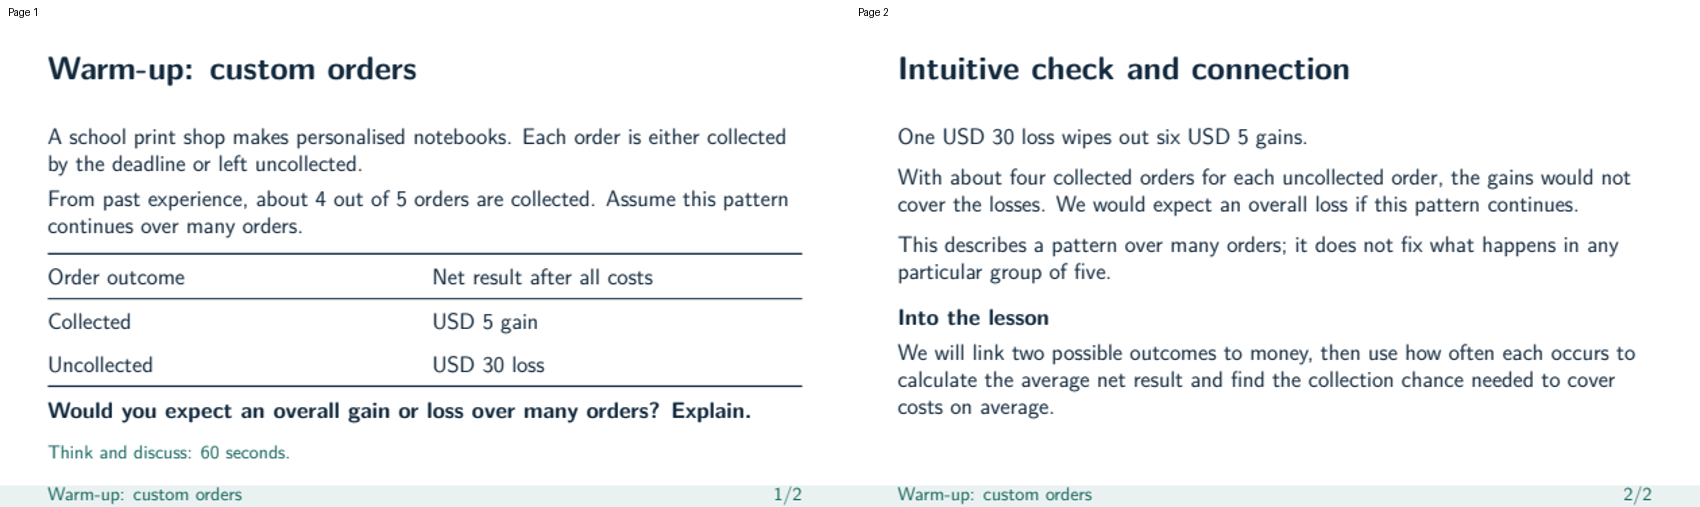 Page 1
Warm-up: custom orders
A school print shop makes personalised notebooks. Each order is either collected
by the deadline or left uncollected.
From past experience, about 4 out of 5 orders are collected. Assume this pattern
continues over many orders.
Order outcome Net result after all costs
Collected USD 5 gain
Uncollected USD 30 loss
Would you expect an overall gain or loss over many orders? Explain.
Think and discuss: 60 seconds.
Warm-up: custom orders 1/2
Page 2
Intuitive check and connection
One USD 30 loss wipes out six USD 5 gains.
With about four collected orders for each uncollected order, the gains would not
cover the losses. We would expect an overall loss if this pattern continues.
This describes a pattern over many orders; it does not fix what happens in any
particular group of five.
Into the lesson
We will link two possible outcomes to money, then use how often each occurs to
calculate the average net result and find the collection chance needed to cover
costs on average.
Warm-up: custom orders 2/2